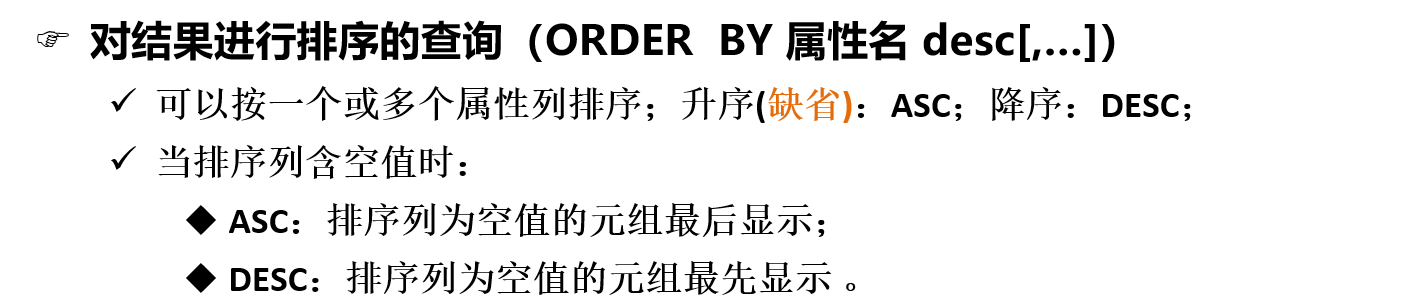 ☞ 对结果进行排序的查询（ORDER BY 属性名 desc[,…]）
✓ 可以按一个或多个属性列排序；升序(缺省)：ASC；降序：DESC；
✓ 当排序列含空值时：
◆ ASC：排序列为空值的元组最后显示；
◆ DESC：排序列为空值的元组最先显示 。